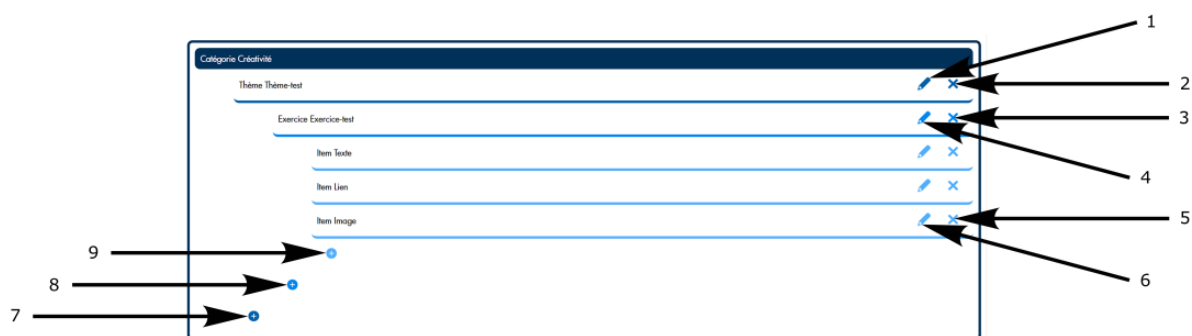 1
Catégorie Créativité
Thème Thème-test
2
Exercice Exercice-test
3
Item Texte
4
Item Lien
Item Image
5
9
6
8
7